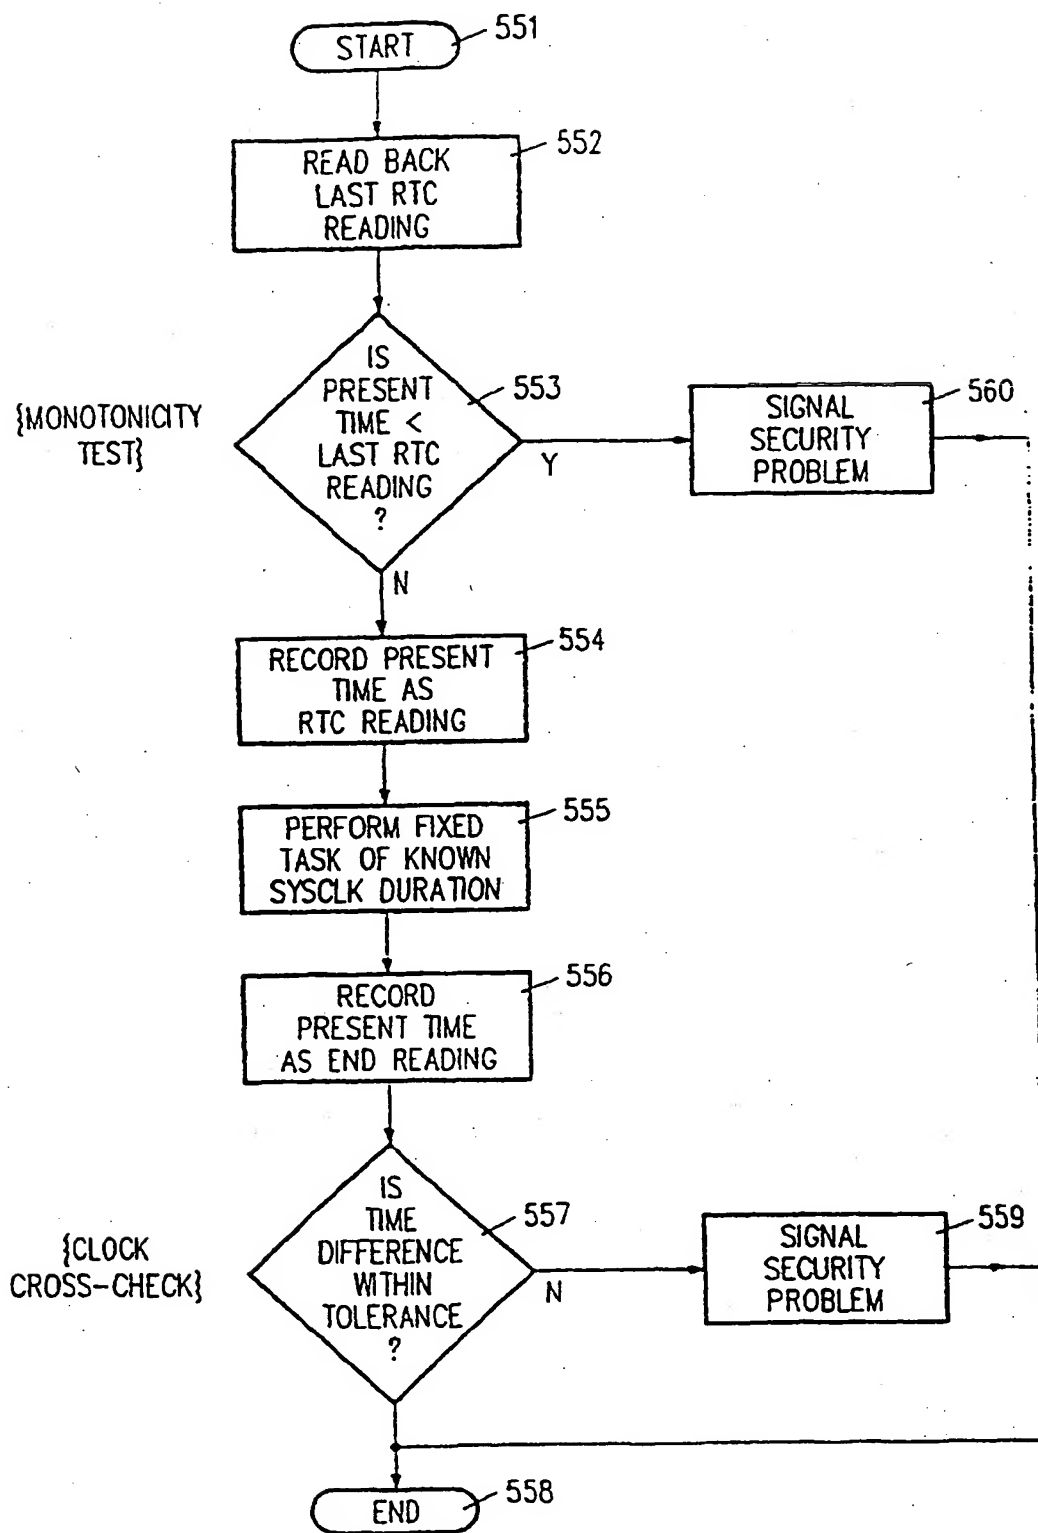 START
551
READ BACK
LAST RTC
READING
552
IS
PRESENT
TIME <
LAST RTC
READING
?
553
{MONOTONICITY
TEST}
Y
N
SIGNAL
SECURITY
PROBLEM
560
RECORD PRESENT
TIME AS
RTC READING
554
PERFORM FIXED
TASK OF KNOWN
SYSCLK DURATION
555
RECORD
PRESENT TIME
AS END READING
556
IS
TIME
DIFFERENCE
WITHIN
TOLERANCE
?
557
{CLOCK
CROSS-CHECK}
N
SIGNAL
SECURITY
PROBLEM
559
END
558